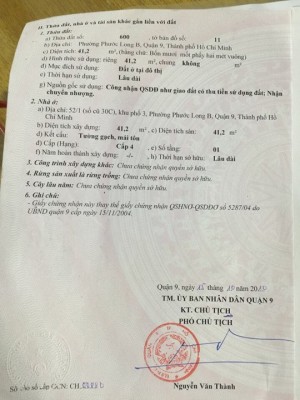 II. Thửa đất, nhà ở và tài sản khác gắn liền với đất
1. Thửa đất:
a) Thửa đất số: 600 , tờ bản đồ số: 11
b) Địa chỉ: Phường Phước Long B, Quận 9, Thành phố Hồ Chí Minh
c) Diện tích: 41,2 m², (bằng chữ: Bốn mươi mốt phẩy hai mét vuông)
d) Hình thức sử dụng: riêng 41,2 m², chung không
đ) Mục đích sử dụng: Đất ở tại đô thị
e) Thời hạn sử dụng: Lâu dài
g) Nguồn gốc sử dụng: Công nhận QSDĐ như giao đất có thu tiền sử dụng đất; Nhận
chuyển nhượng.
2. Nhà ở:
a) Địa chỉ: 52/1 (số cũ 30C), khu phố 3, Phường Phước Long B, Quận 9, Thành phố Hồ
Chí Minh
b) Diện tích xây dựng: 41,2 m², c) Diện tích sàn: 41,2 m²
d) Kết cấu: Tường gạch, mái tôn
đ) Cấp (Hạng): Cấp 4 , e) Số tầng: 01
f) Năm hoàn thành xây dựng: -/- , h) Thời hạn sở hữu: Lâu dài
3. Công trình xây dựng khác: Chưa chứng nhận quyền sở hữu.
4. Rừng sản xuất là rừng trồng: Chưa chứng nhận quyền sở hữu.
5. Cây lâu năm: Chưa chứng nhận quyền sở hữu.
6. Ghi chú:
- Giấy chứng nhận này thay thế giấy chứng nhận QSHNO-QSDĐO số 5287/04 do
UBND quận 9 cấp ngày 15/11/2004.
Quận 9, ngày tháng
TM. ỦY BAN NHÂN DÂN QUẬN 9
KT. CHỦ TỊCH
PHÓ CHỦ TỊCH
Nguyễn Văn Thành
Số vào sổ cấp GCN: CH